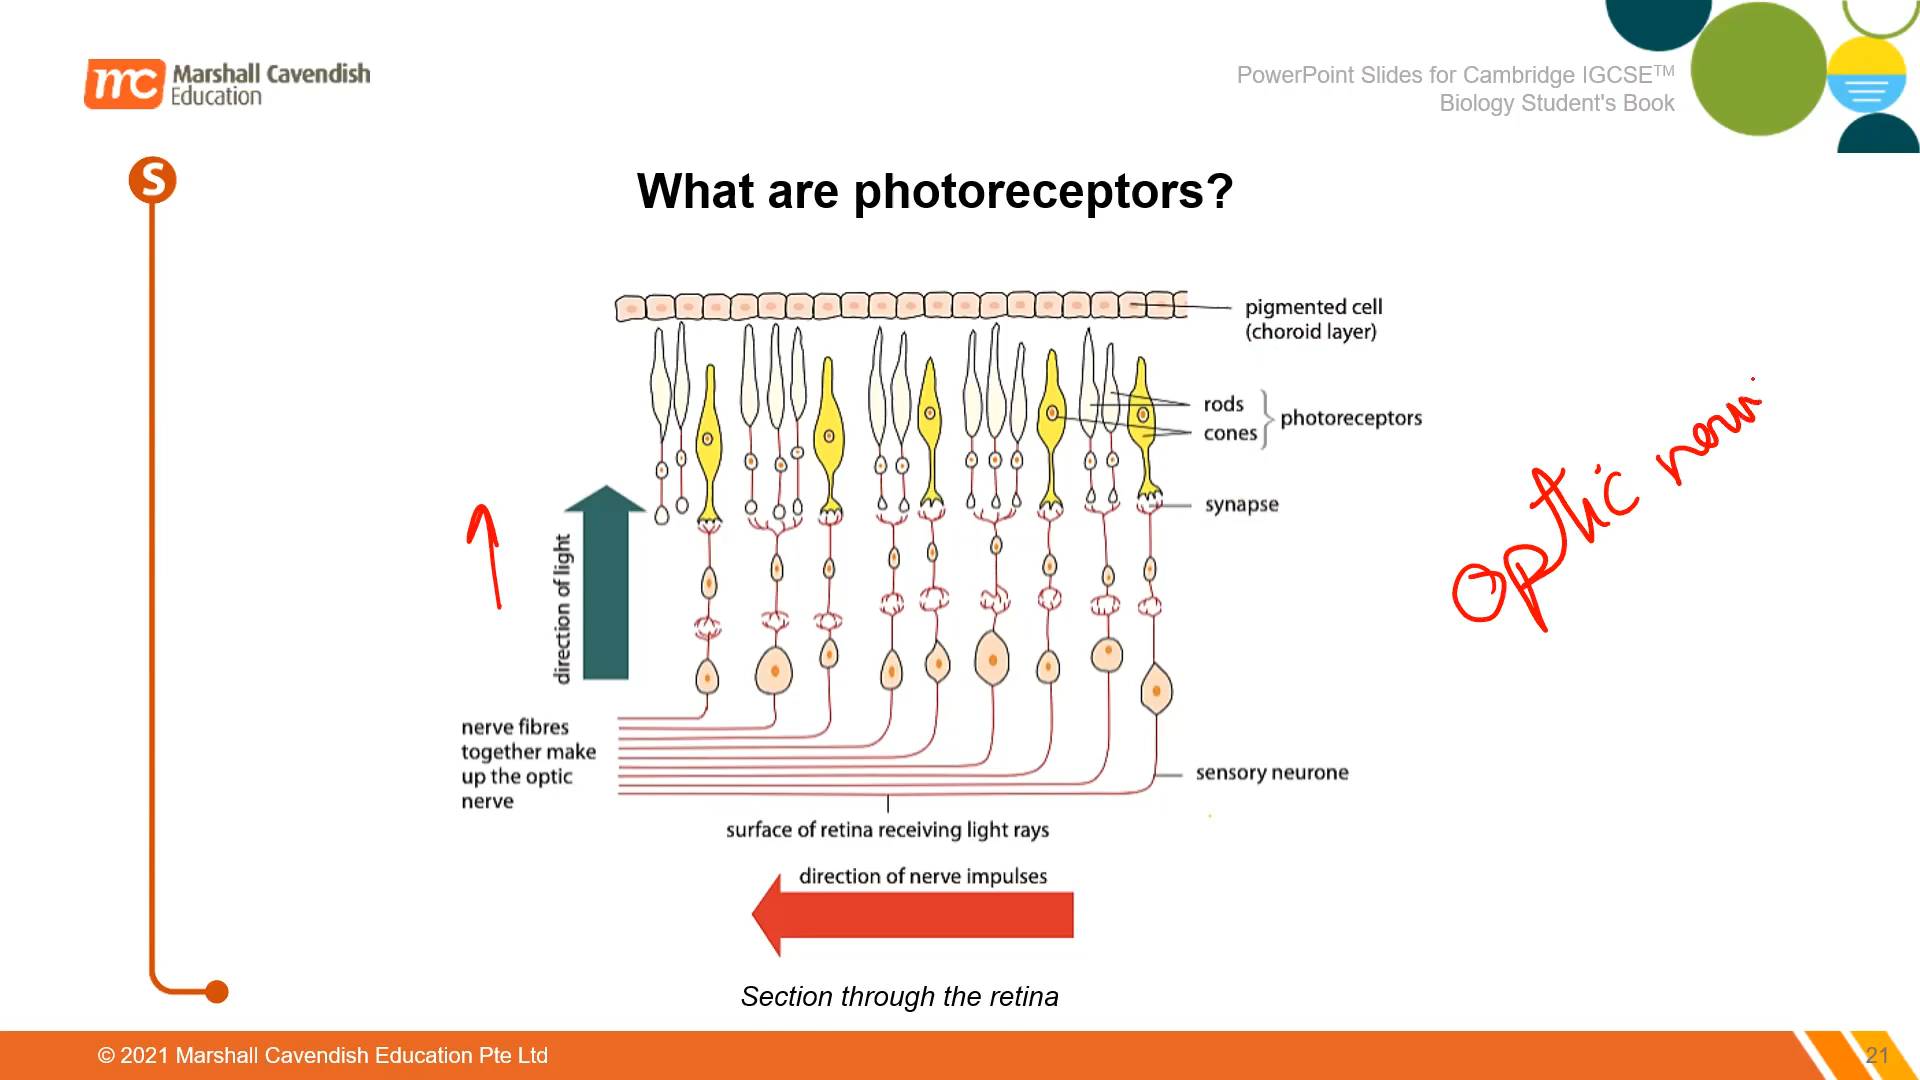 mc Marshall Cavendish
Education
PowerPoint Slides for Cambridge IGCSE™
Biology Student's Book
S
What are photoreceptors?
pigmented cell
(choroid layer)
rods
cones
photoreceptors
synapse
direction of light
nerve fibres
together make
up the optic
nerve
sensory neurone
surface of retina receiving light rays
direction of nerve impulses
Section through the retina
optic
© 2021 Marshall Cavendish Education Pte Ltd
21